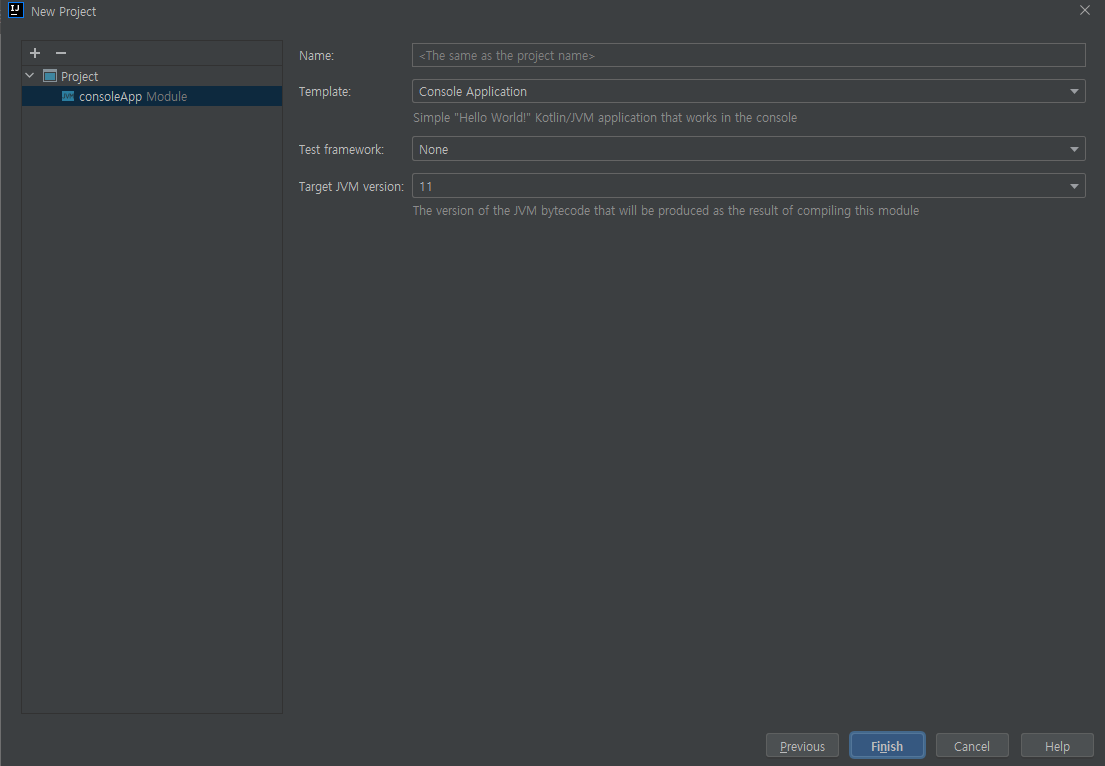 New Project
Project
consoleApp Module
Name: <The same as the project name>
Template: Console Application
Simple "Hello World!" Kotlin/JVM application that works in the console
Test framework: None
Target JVM version: 11
The version of the JVM bytecode that will be produced as the result of compiling this module
Previous Finish Cancel Help